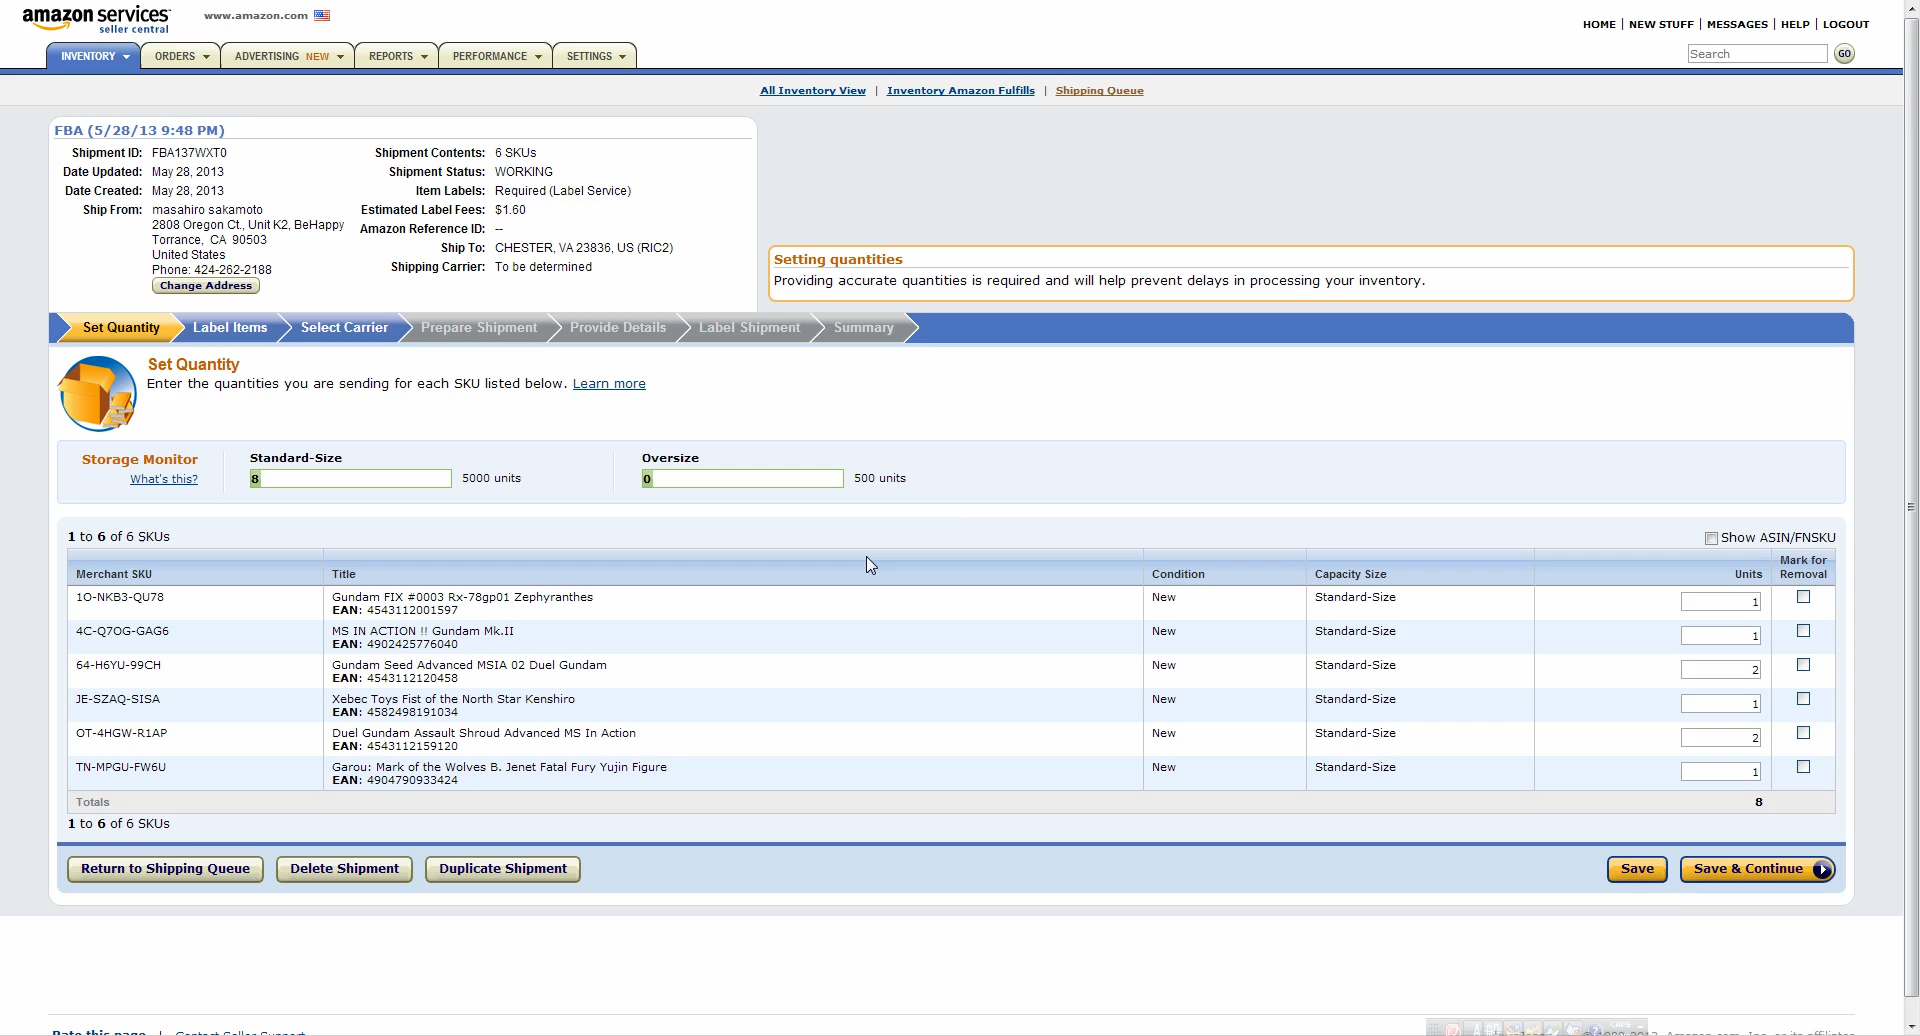 amazon services
seller central
www.amazon.com
HOME | NEW STUFF | MESSAGES | HELP | LOGOUT
INVENTORY ORDERS ADVERTISING NEW REPORTS PERFORMANCE SETTINGS
Search GO
All Inventory View | Inventory Amazon Fulfills | Shipping Queue
FBA (5/28/13 9:48 PM)
Shipment ID: FBA137WXT0
Date Updated: May 28, 2013
Date Created: May 28, 2013
Ship From: masahiro sakamoto
2808 Oregon Ct., Unit K2, BeHappy
Torrance, CA 90503
United States
Phone: 424-262-2188
Change Address
Shipment Contents: 6 SKUs
Shipment Status: WORKING
Item Labels: Required (Label Service)
Estimated Label Fees: $1.60
Amazon Reference ID: --
Ship To: CHESTER, VA 23836, US (RIC2)
Shipping Carrier: To be determined
Setting quantities
Providing accurate quantities is required and will help prevent delays in processing your inventory.
Set Quantity Label Items Select Carrier Prepare Shipment Provide Details Label Shipment Summary
Set Quantity
Enter the quantities you are sending for each SKU listed below. Learn more
Storage Monitor
What's this?
Standard-Size
8 5000 units
Oversize
0 500 units
1 to 6 of 6 SKUs
Show ASIN/FNSKU
Merchant SKU Title Condition Capacity Size Units Mark for Removal
1O-NKB3-QU78 Gundam FIX #0003 Rx-78gp01 Zephyranthes New Standard-Size 1
EAN: 4543112001597
4C-Q7OG-GAG6 MS IN ACTION !! Gundam Mk.II New Standard-Size 1
EAN: 4902425776040
64-H6YU-99CH Gundam Seed Advanced MSIA 02 Duel Gundam New Standard-Size 2
EAN: 4543112120458
JE-SZAQ-SISA Xebec Toys Fist of the North Star Kenshiro New Standard-Size 1
EAN: 4582498191034
OT-4HGW-R1AP Duel Gundam Assault Shroud Advanced MS In Action New Standard-Size 2
EAN: 4543112159120
TN-MPGU-FW6U Garou: Mark of the Wolves B. Jenet Fatal Fury Yujin Figure New Standard-Size 1
EAN: 4904790933424
Totals 8
1 to 6 of 6 SKUs
Return to Shipping Queue Delete Shipment Duplicate Shipment Save Save & Continue
Rate this page | Contact Seller Support
Amazon.com, Inc. or its affiliates